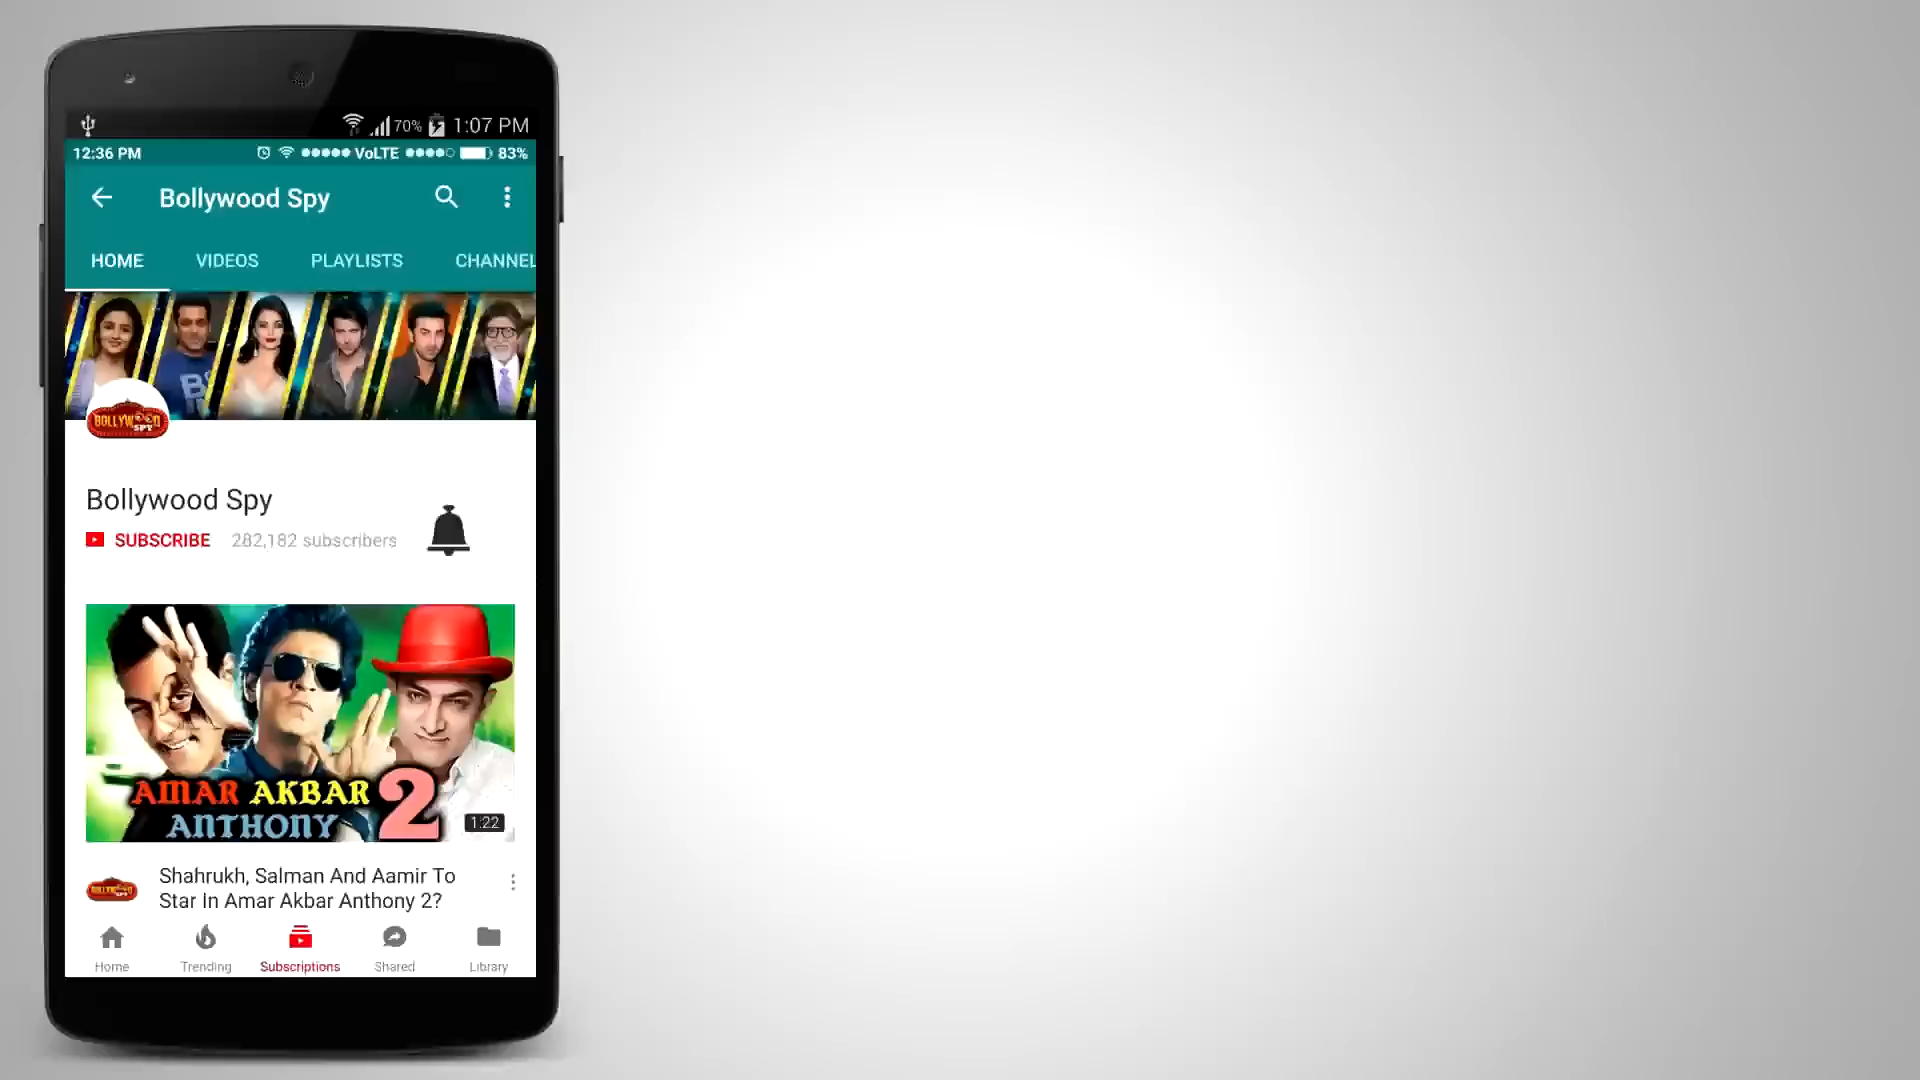 70% 1:07 PM
12:36 PM VoLTE 83%
Bollywood Spy
HOME VIDEOS PLAYLISTS CHANNEL
BOLLYWOOD
SPY
Bollywood Spy
SUBSCRIBE 282,182 subscribers
AMAR AKBAR 2
ANTHONY
1:22
Shahrukh, Salman And Aamir To
Star In Amar Akbar Anthony 2?
Home Trending Subscriptions Shared Library